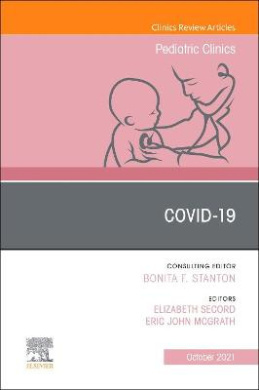 Clinics Review Articles
Pediatric Clinics
COVID-19
CONSULTING EDITOR
BONITA F. STANTON
EDITORS
ELIZABETH SECORD
ERIC JOHN MCGRATH
ELSEVIER
October 2021